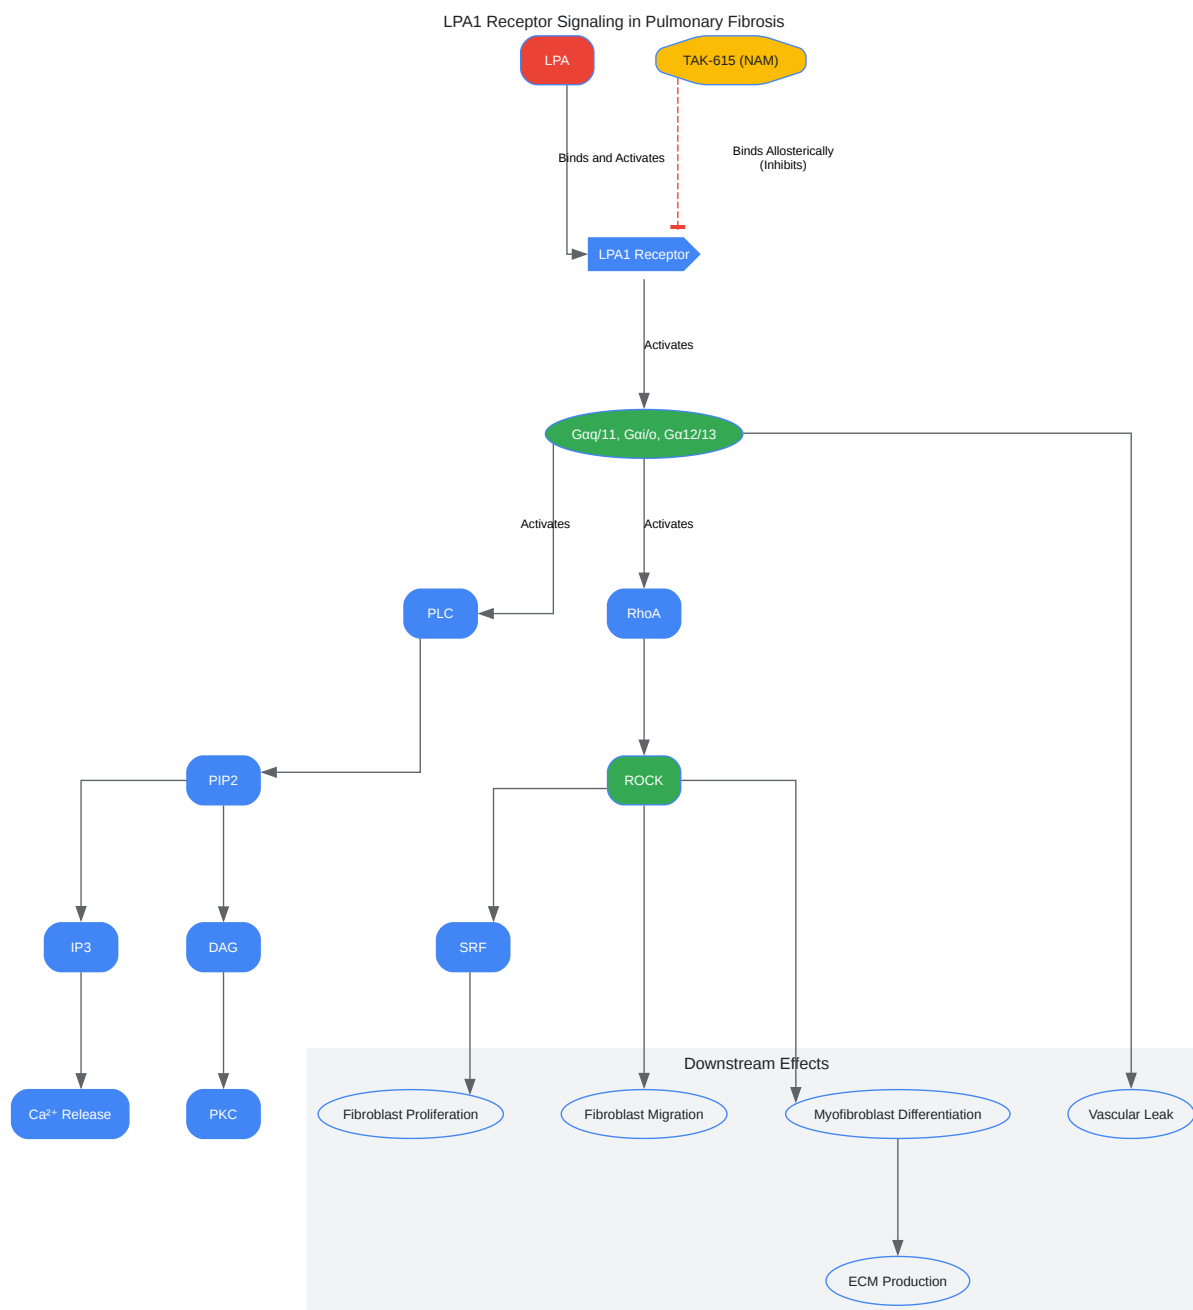 LPA1 Receptor Signaling in Pulmonary Fibrosis
LPA
TAK-615 (NAM)
Binds and Activates
Binds Allosterically
(Inhibits)
LPA1 Receptor
Activates
Gαq/11, Gαi/o, Gα12/13
Activates
Activates
PLC
RhoA
PIP2
ROCK
IP3
DAG
SRF
Downstream Effects
Ca²⁺ Release
PKC
Fibroblast Proliferation
Fibroblast Migration
Myofibroblast Differentiation
Vascular Leak
ECM Production